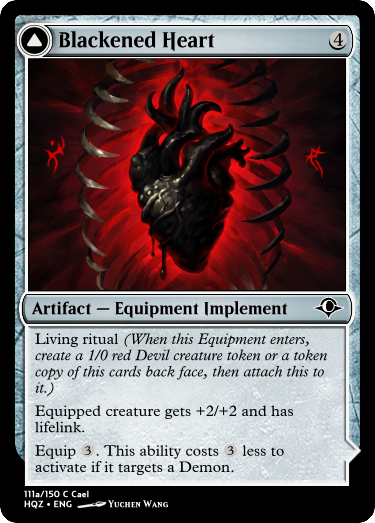 Blackened Heart 4
Artifact — Equipment Implement
Living ritual (When this Equipment enters,
create a 1/0 red Devil creature token or a token
copy of this cards back face, then attach this to
it.)
Equipped creature gets +2/+2 and has
lifelink.
Equip 3. This ability costs 3 less to
activate if it targets a Demon.
111a/150 C Cael
HQZ • ENG Yuchen Wang